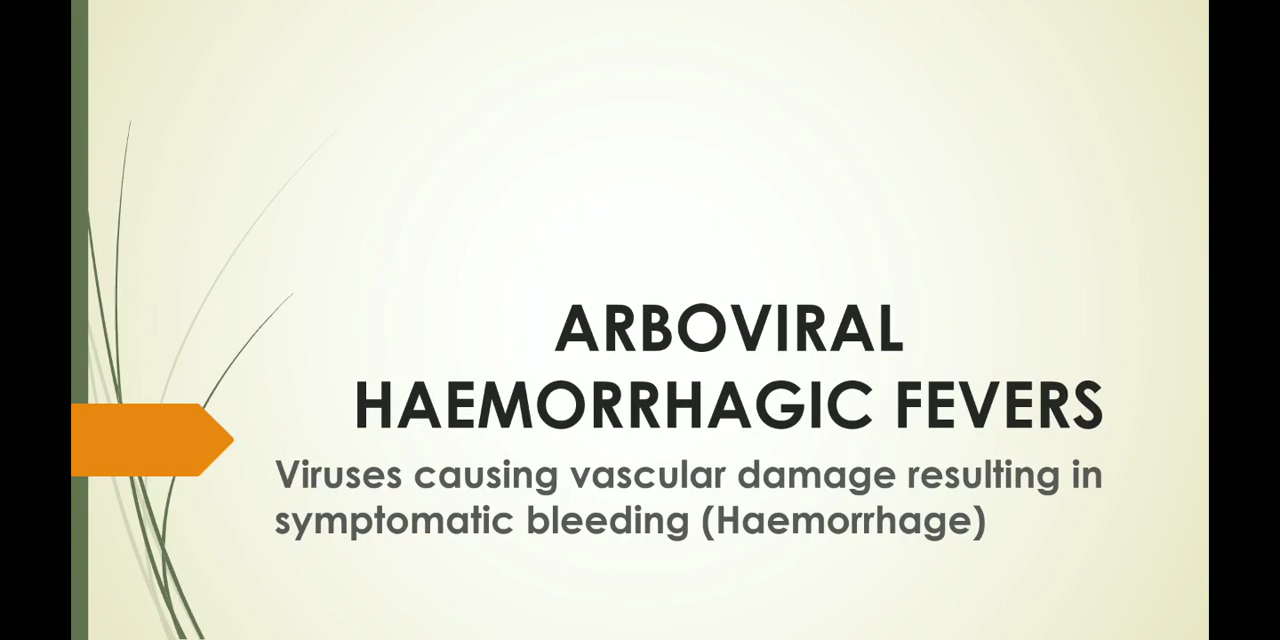 ARBOVIRAL
HAEMORRHAGIC FEVERS
Viruses causing vascular damage resulting in
symptomatic bleeding (Haemorrhage)